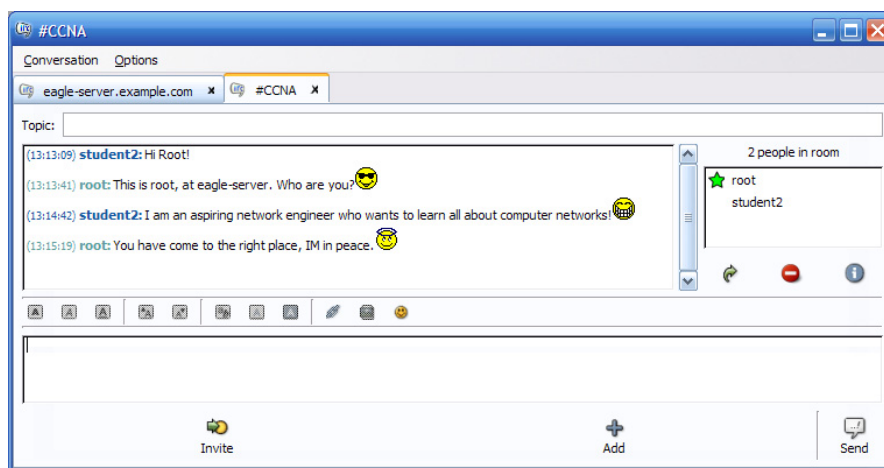 #CCNA
Conversation Options
eagle-server.example.com x #CCNA x
Topic:
(13:13:09) student2: Hi Root!
(13:13:41) root: This is root, at eagle-server. Who are you?
(13:14:42) student2: I am an aspiring network engineer who wants to learn all about computer networks!
(13:15:19) root: You have come to the right place, IM in peace.
2 people in room
root
student2
Invite
Add
Send